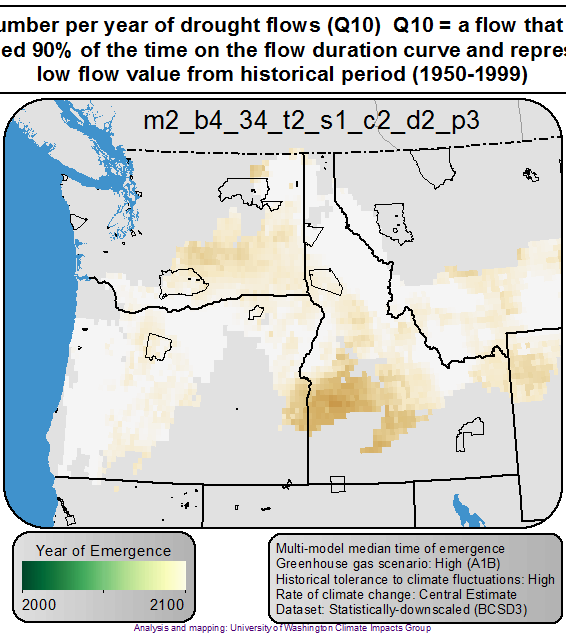 umber per year of drought flows (Q10) Q10 = a flow that
ed 90% of the time on the flow duration curve and repres
low flow value from historical period (1950-1999)
m2_b4_34_t2_s1_c2_d2_p3
Year of Emergence
2000 2100
Multi-model median time of emergence
Greenhouse gas scenario: High (A1B)
Historical tolerance to climate fluctuations: High
Rate of climate change: Central Estimate
Dataset: Statistically-downscaled (BCSD3)
Analysis and mapping: University of Washington Climate Impacts Group